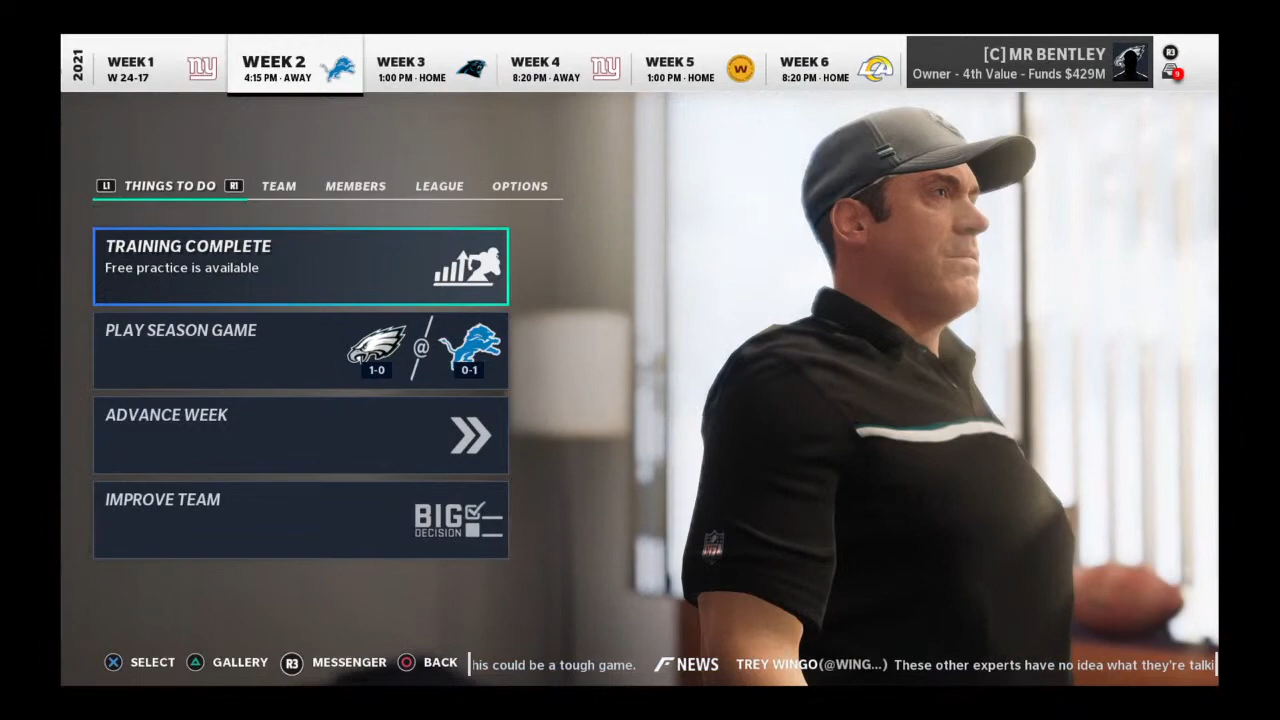 2021
WEEK 1
W 24-17
WEEK 2
4:15 PM · AWAY
WEEK 3
1:00 PM · HOME
WEEK 4
8:20 PM · AWAY
WEEK 5
1:00 PM · HOME
WEEK 6
8:20 PM · HOME
[C] MR BENTLEY
Owner - 4th Value - Funds $429M
R3
9
L1 THINGS TO DO R1 TEAM MEMBERS LEAGUE OPTIONS
TRAINING COMPLETE
Free practice is available
PLAY SEASON GAME
@
1-0 0-1
ADVANCE WEEK
IMPROVE TEAM
BIG
DECISION
NFL
SELECT GALLERY R3 MESSENGER BACK his could be a tough game. NEWS TREY WINGO(@WING...) These other experts have no idea what they're talki